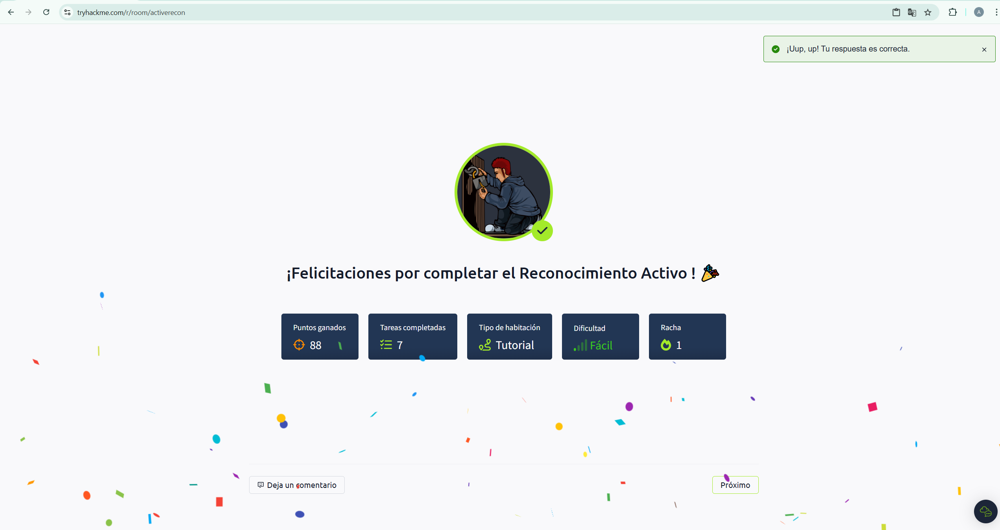 tryhackme.com/r/room/activerecon
A
¡Uup, up! Tu respuesta es correcta.
¡Felicitaciones por completar el Reconocimiento Activo !
Puntos ganados
88
Tareas completadas
7
Tipo de habitación
Tutorial
Dificultad
Fácil
Racha
1
Deja un comentario
Próximo